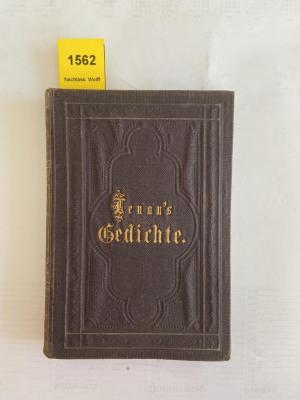 1562
Nachlass Wolff
Lenau's
Gedichte.